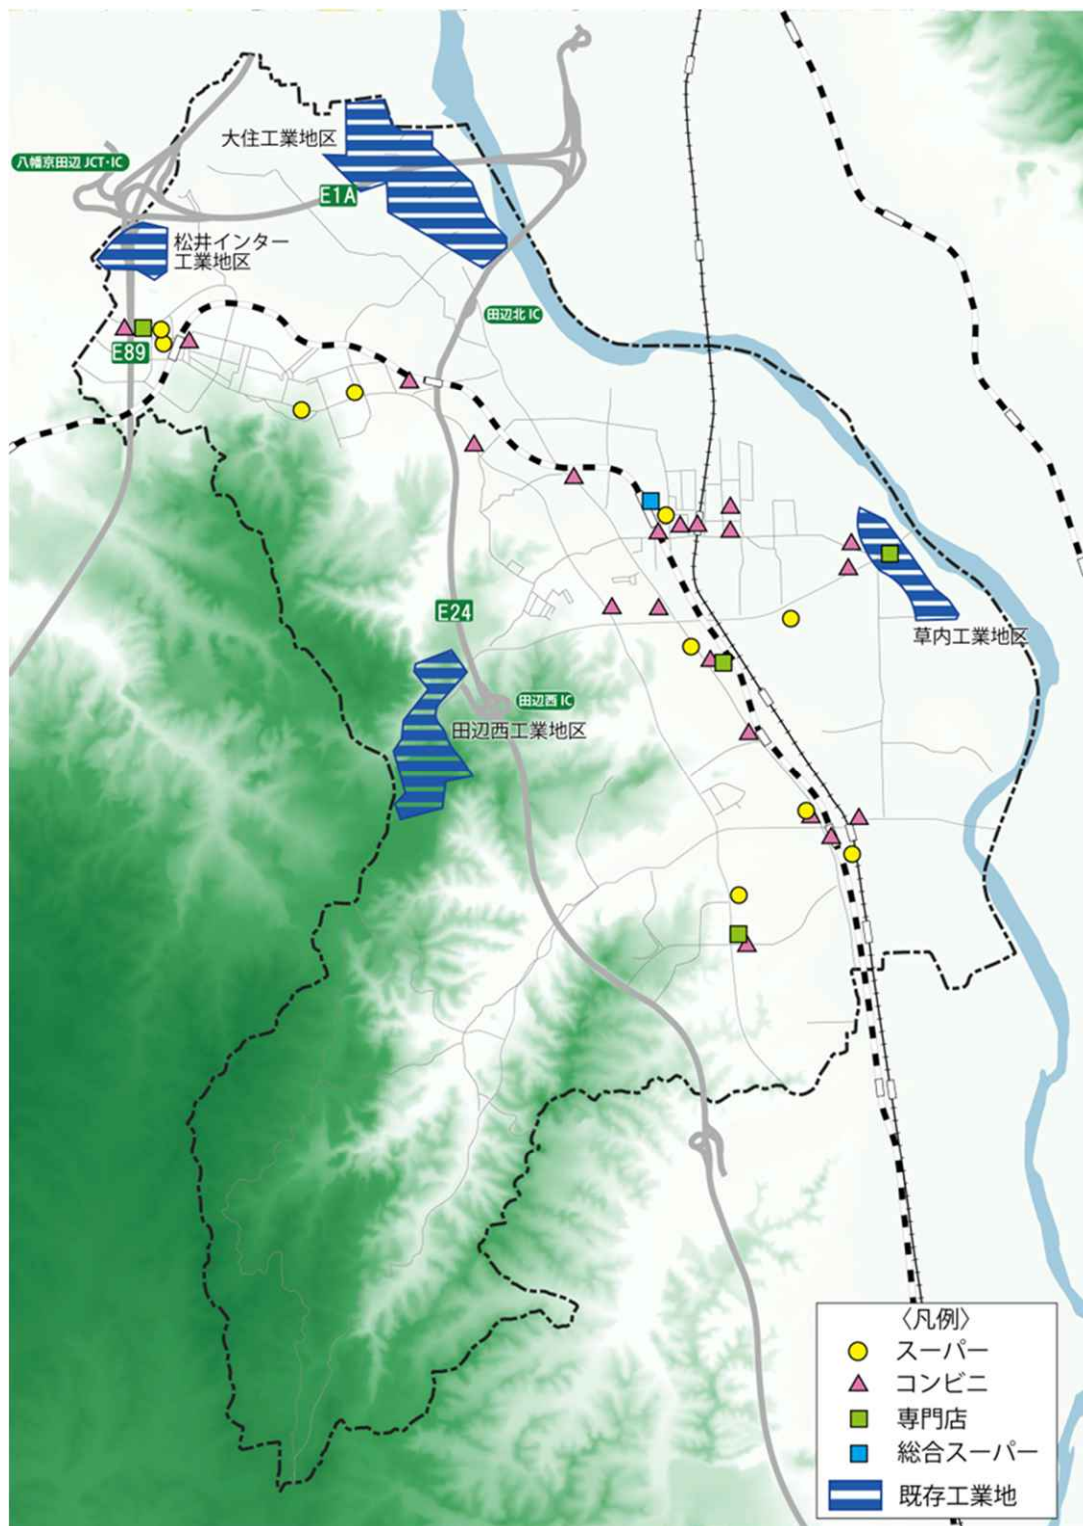 大住工業地区
八幡京田辺 JCT・IC
E1A
松井インター
工業地区
田辺北 IC
E89
E24
草内工業地区
田辺西 IC
田辺西工業地区
〈凡例〉
スーパー
コンビニ
専門店
総合スーパー
既存工業地